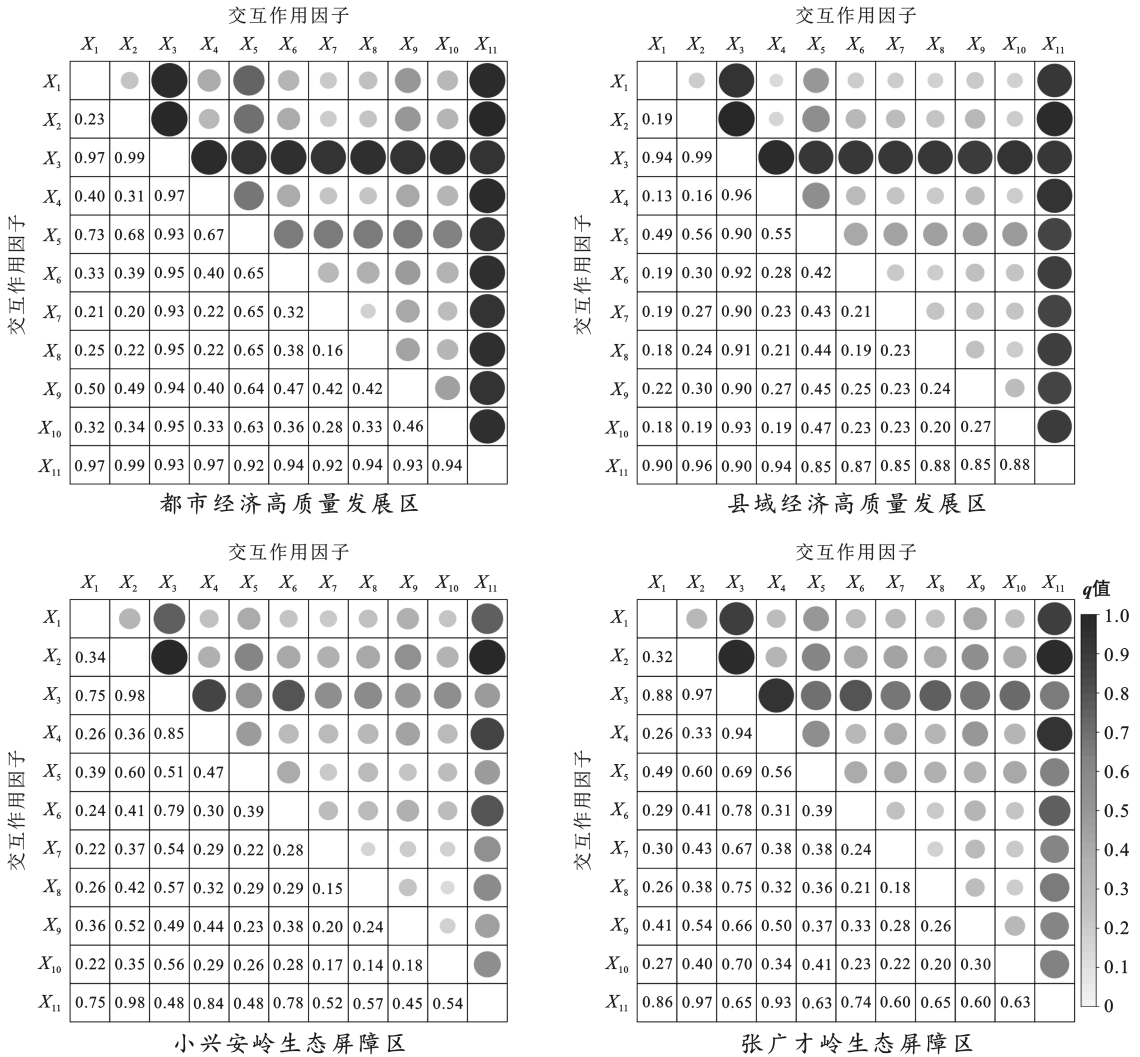 交互作用因子
X1 X2 X3 X4 X5 X6 X7 X8 X9 X10 X11
交互作用因子
X1
X2 0.23
X3 0.97 0.99
X4 0.40 0.31 0.97
X5 0.73 0.68 0.93 0.67
X6 0.33 0.39 0.95 0.40 0.65
X7 0.21 0.20 0.93 0.22 0.65 0.32
X8 0.25 0.22 0.95 0.22 0.65 0.38 0.16
X9 0.50 0.49 0.94 0.40 0.64 0.47 0.42 0.42
X10 0.32 0.34 0.95 0.33 0.63 0.36 0.28 0.33 0.46
X11 0.97 0.99 0.93 0.97 0.92 0.94 0.92 0.94 0.93 0.94
都市经济高质量发展区
交互作用因子
X1 X2 X3 X4 X5 X6 X7 X8 X9 X10 X11
交互作用因子
X1
X2 0.19
X3 0.94 0.99
X4 0.13 0.16 0.96
X5 0.49 0.56 0.90 0.55
X6 0.19 0.30 0.92 0.28 0.42
X7 0.19 0.27 0.90 0.23 0.43 0.21
X8 0.18 0.24 0.91 0.21 0.44 0.19 0.23
X9 0.22 0.30 0.90 0.27 0.45 0.25 0.23 0.24
X10 0.18 0.19 0.93 0.19 0.47 0.23 0.23 0.20 0.27
X11 0.90 0.96 0.90 0.94 0.85 0.87 0.85 0.88 0.85 0.88
县域经济高质量发展区
交互作用因子
X1 X2 X3 X4 X5 X6 X7 X8 X9 X10 X11
交互作用因子
X1
X2 0.34
X3 0.75 0.98
X4 0.26 0.36 0.85
X5 0.39 0.60 0.51 0.47
X6 0.24 0.41 0.79 0.30 0.39
X7 0.22 0.37 0.54 0.29 0.22 0.28
X8 0.26 0.42 0.57 0.32 0.29 0.29 0.15
X9 0.36 0.52 0.49 0.44 0.23 0.38 0.20 0.24
X10 0.22 0.35 0.56 0.29 0.26 0.28 0.17 0.14 0.18
X11 0.75 0.98 0.48 0.84 0.48 0.78 0.52 0.57 0.45 0.54
小兴安岭生态屏障区
交互作用因子
X1 X2 X3 X4 X5 X6 X7 X8 X9 X10 X11
交互作用因子
X1
X2 0.32
X3 0.88 0.97
X4 0.26 0.33 0.94
X5 0.49 0.60 0.69 0.56
X6 0.29 0.41 0.78 0.31 0.39
X7 0.30 0.43 0.67 0.38 0.38 0.24
X8 0.26 0.38 0.75 0.32 0.36 0.21 0.18
X9 0.41 0.54 0.66 0.50 0.37 0.33 0.28 0.26
X10 0.27 0.40 0.70 0.34 0.41 0.23 0.22 0.20 0.30
X11 0.86 0.97 0.65 0.93 0.63 0.74 0.60 0.65 0.60 0.63
张广才岭生态屏障区
q值
1.0
0.9
0.8
0.7
0.6
0.5
0.4
0.3
0.2
0.1
0